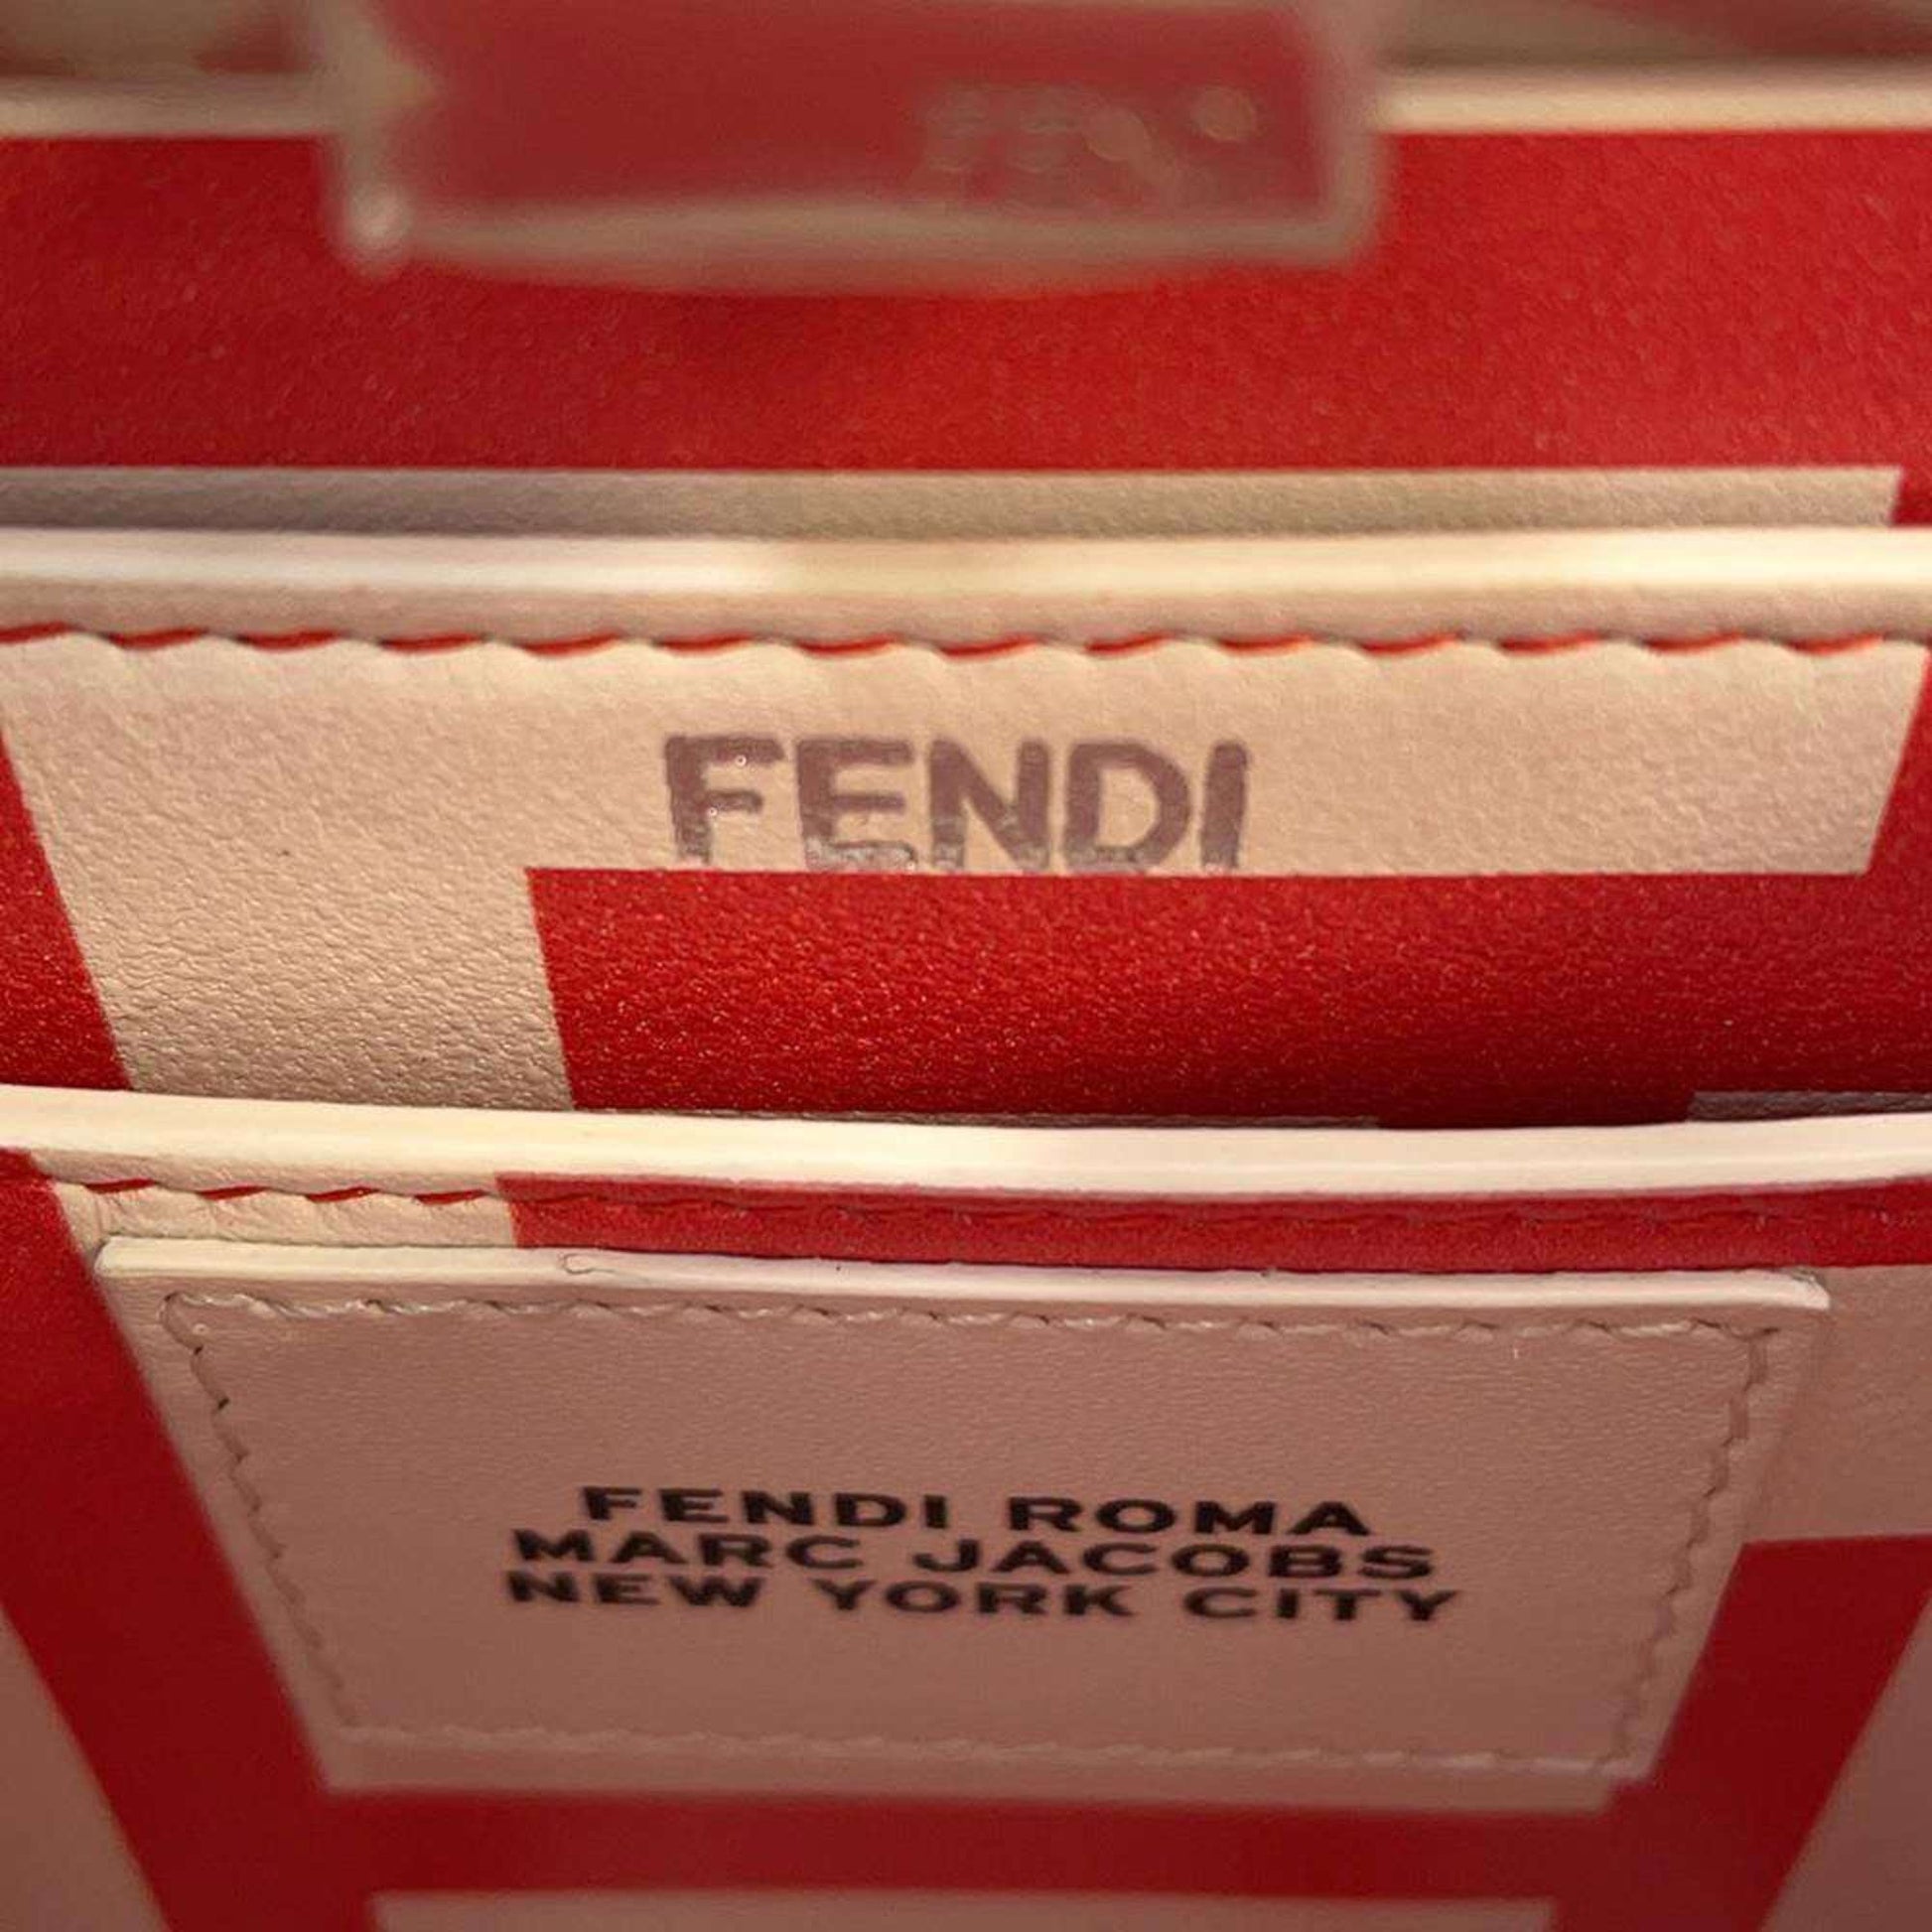 FENDI
FENDI ROMA
MARC JACOBS
NEW YORK CITY